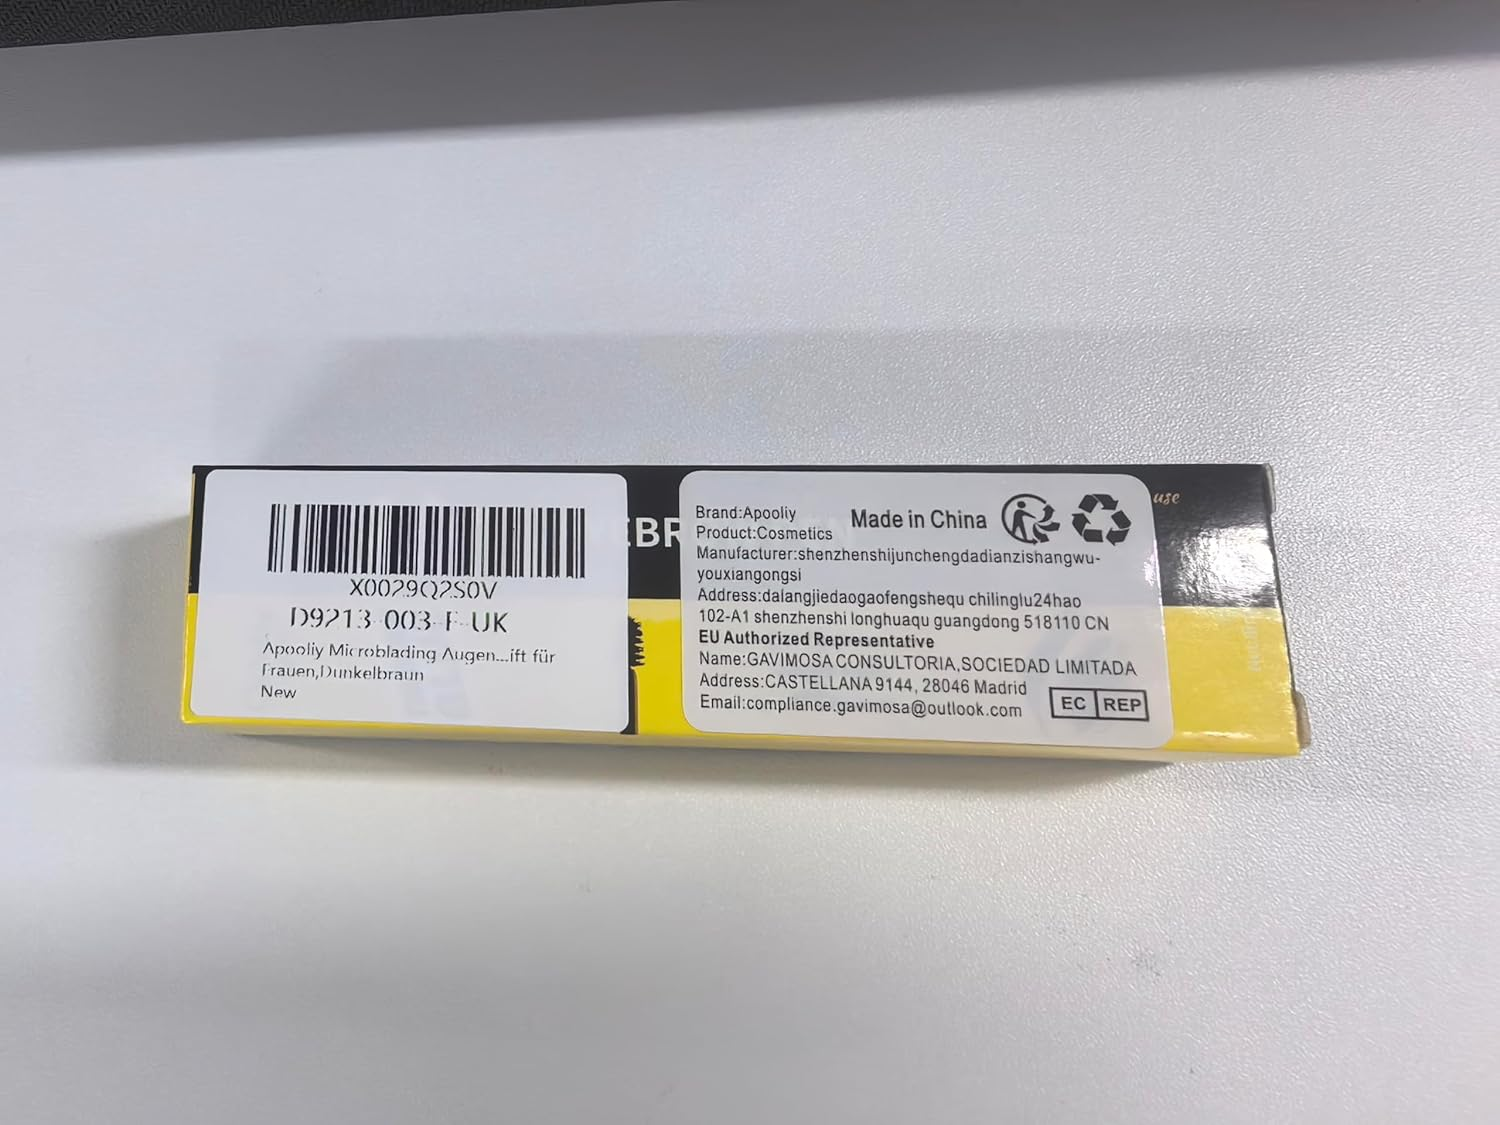 X0029Q2S0V
D9213-003-F-UK
Apooliy Microblading Augen...ift für
Frauen,Dunkelbraun
New
EBR
use
Brand:Apooliy
Made in China
Product:Cosmetics
Manufacturer:shenzhenshijunchengdadianzishangwu-
youxiangongsi
Address:dalangjiedaogaofengshequ chilinglu24hao
102-A1 shenzhenshi longhuaqu guangdong 518110 CN
EU Authorized Representative
Name:GAVIMOSA CONSULTORIA,SOCIEDAD LIMITADA
Address:CASTELLANA 9144, 28046 Madrid
Email:compliance.gavimosa@outlook.com
EC REP